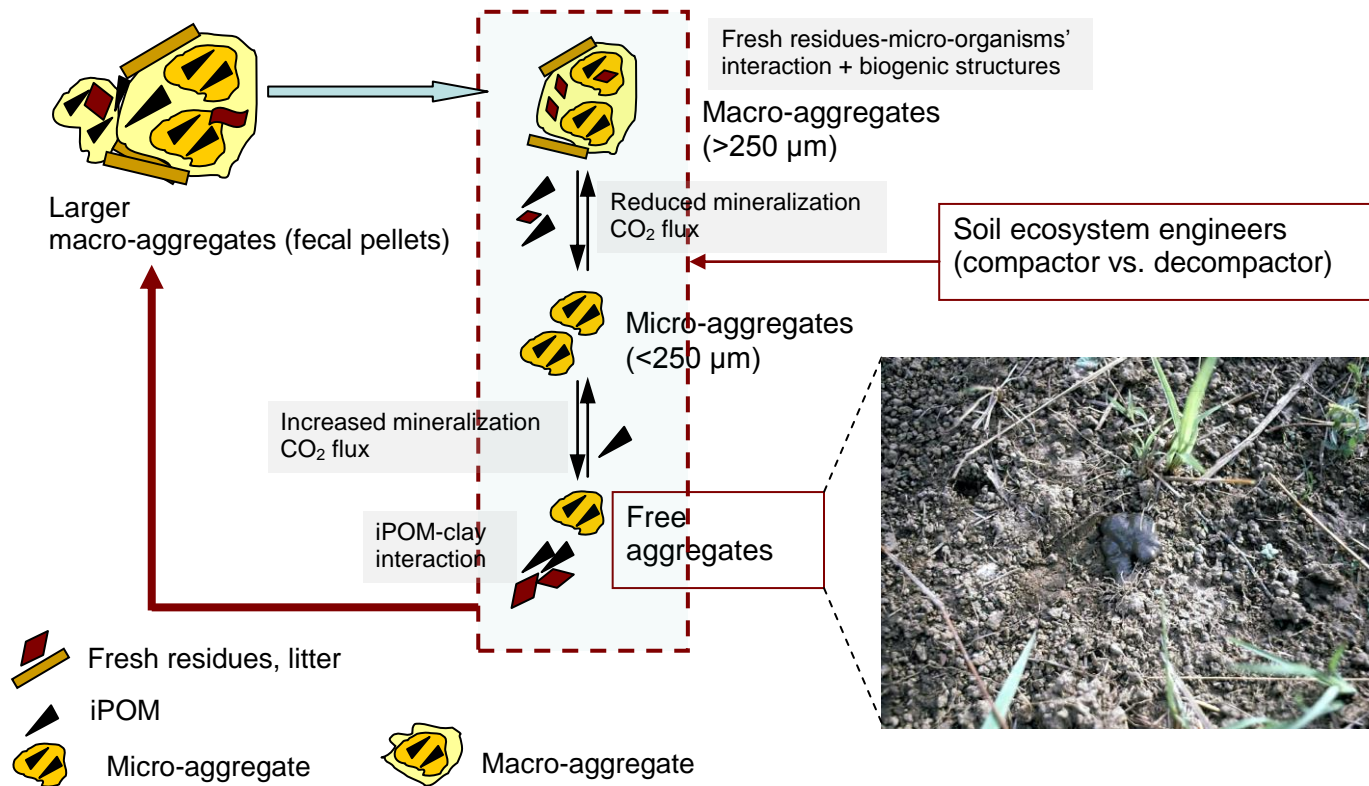 Fresh residues-micro-organisms’
interaction + biogenic structures
Macro-aggregates
(>250 µm)
Larger
macro-aggregates (fecal pellets)
Reduced mineralization
CO₂ flux
Soil ecosystem engineers
(compactor vs. decompactor)
Micro-aggregates
(<250 µm)
Increased mineralization
CO₂ flux
iPOM-clay
interaction
Free
aggregates
Fresh residues, litter
iPOM
Micro-aggregate
Macro-aggregate